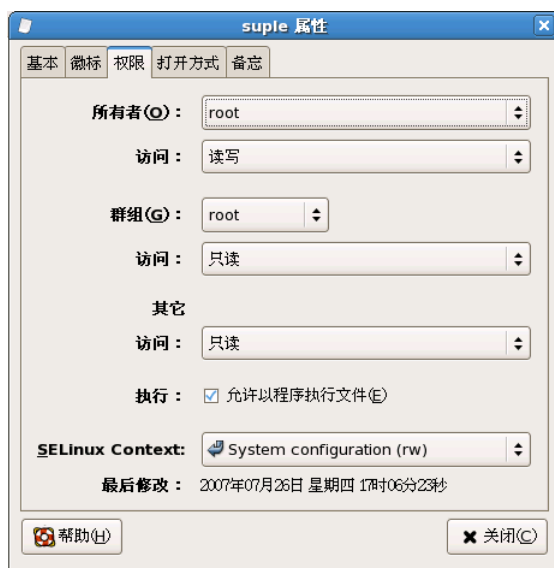 suple 属性
基本 徽标 权限 打开方式 备忘
所有者(O)： root
访问： 读写
群组(G)： root
访问： 只读
其它
访问： 只读
执行： 允许以程序执行文件(E)
SELinux Context: System configuration (rw)
最后修改： 2007年07月26日 星期四 17时06分23秒
帮助(H) 关闭(C)